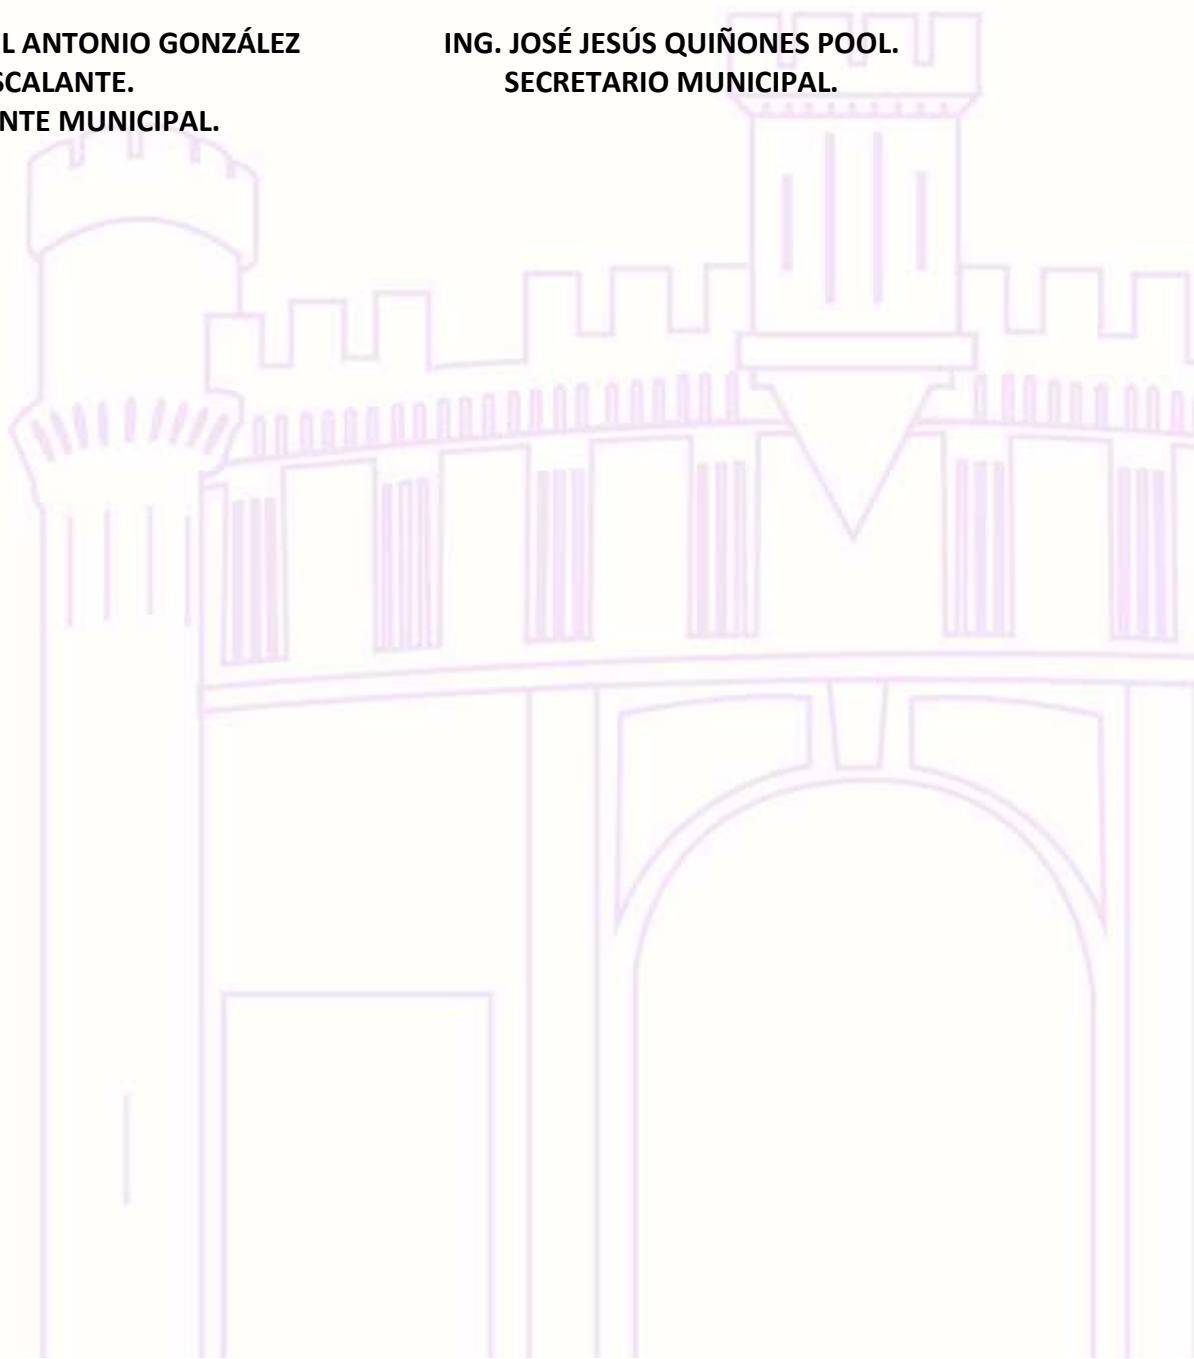 L ANTONIO GONZÁLEZ
SCALANTE.
NTE MUNICIPAL.
ING. JOSÉ JESÚS QUIÑONES POOL.
SECRETARIO MUNICIPAL.